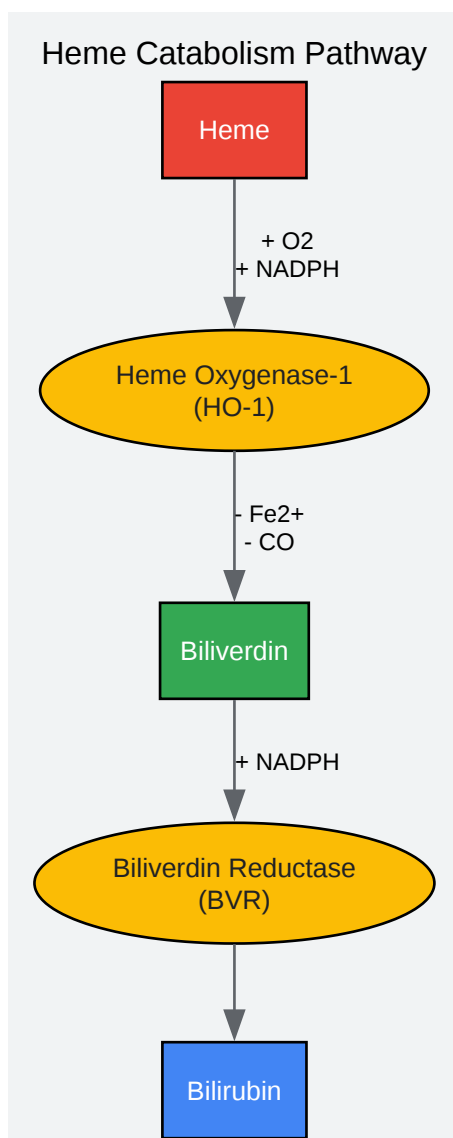 Heme Catabolism Pathway
Heme
+ O2
+ NADPH
Heme Oxygenase-1
(HO-1)
- Fe2+
- CO
Biliverdin
+ NADPH
Biliverdin Reductase
(BVR)
Bilirubin